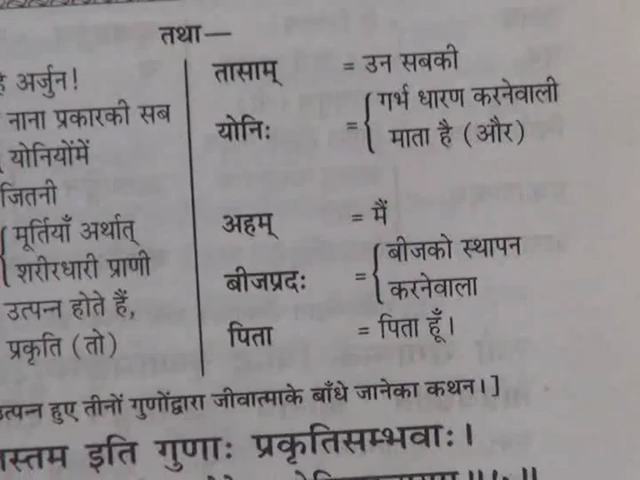 तथा—
है अर्जुन!
नाना प्रकारकी सब
योनियोंमें
जितनी
मूर्तियाँ अर्थात्
शरीरधारी प्राणी
उत्पन्न होते हैं,
प्रकृति (तो)
तासाम् = उन सबकी
योनिः = गर्भ धारण करनेवाली
माता है (और)
अहम् = मैं
बीजप्रदः = बीजको स्थापन
करनेवाला
पिता = पिता हूँ।
उत्पन्न हुए तीनों गुणोंद्वारा जीवात्माके बाँधे जानेका कथन।]
इति गुणाः प्रकृतिसम्भवाः।